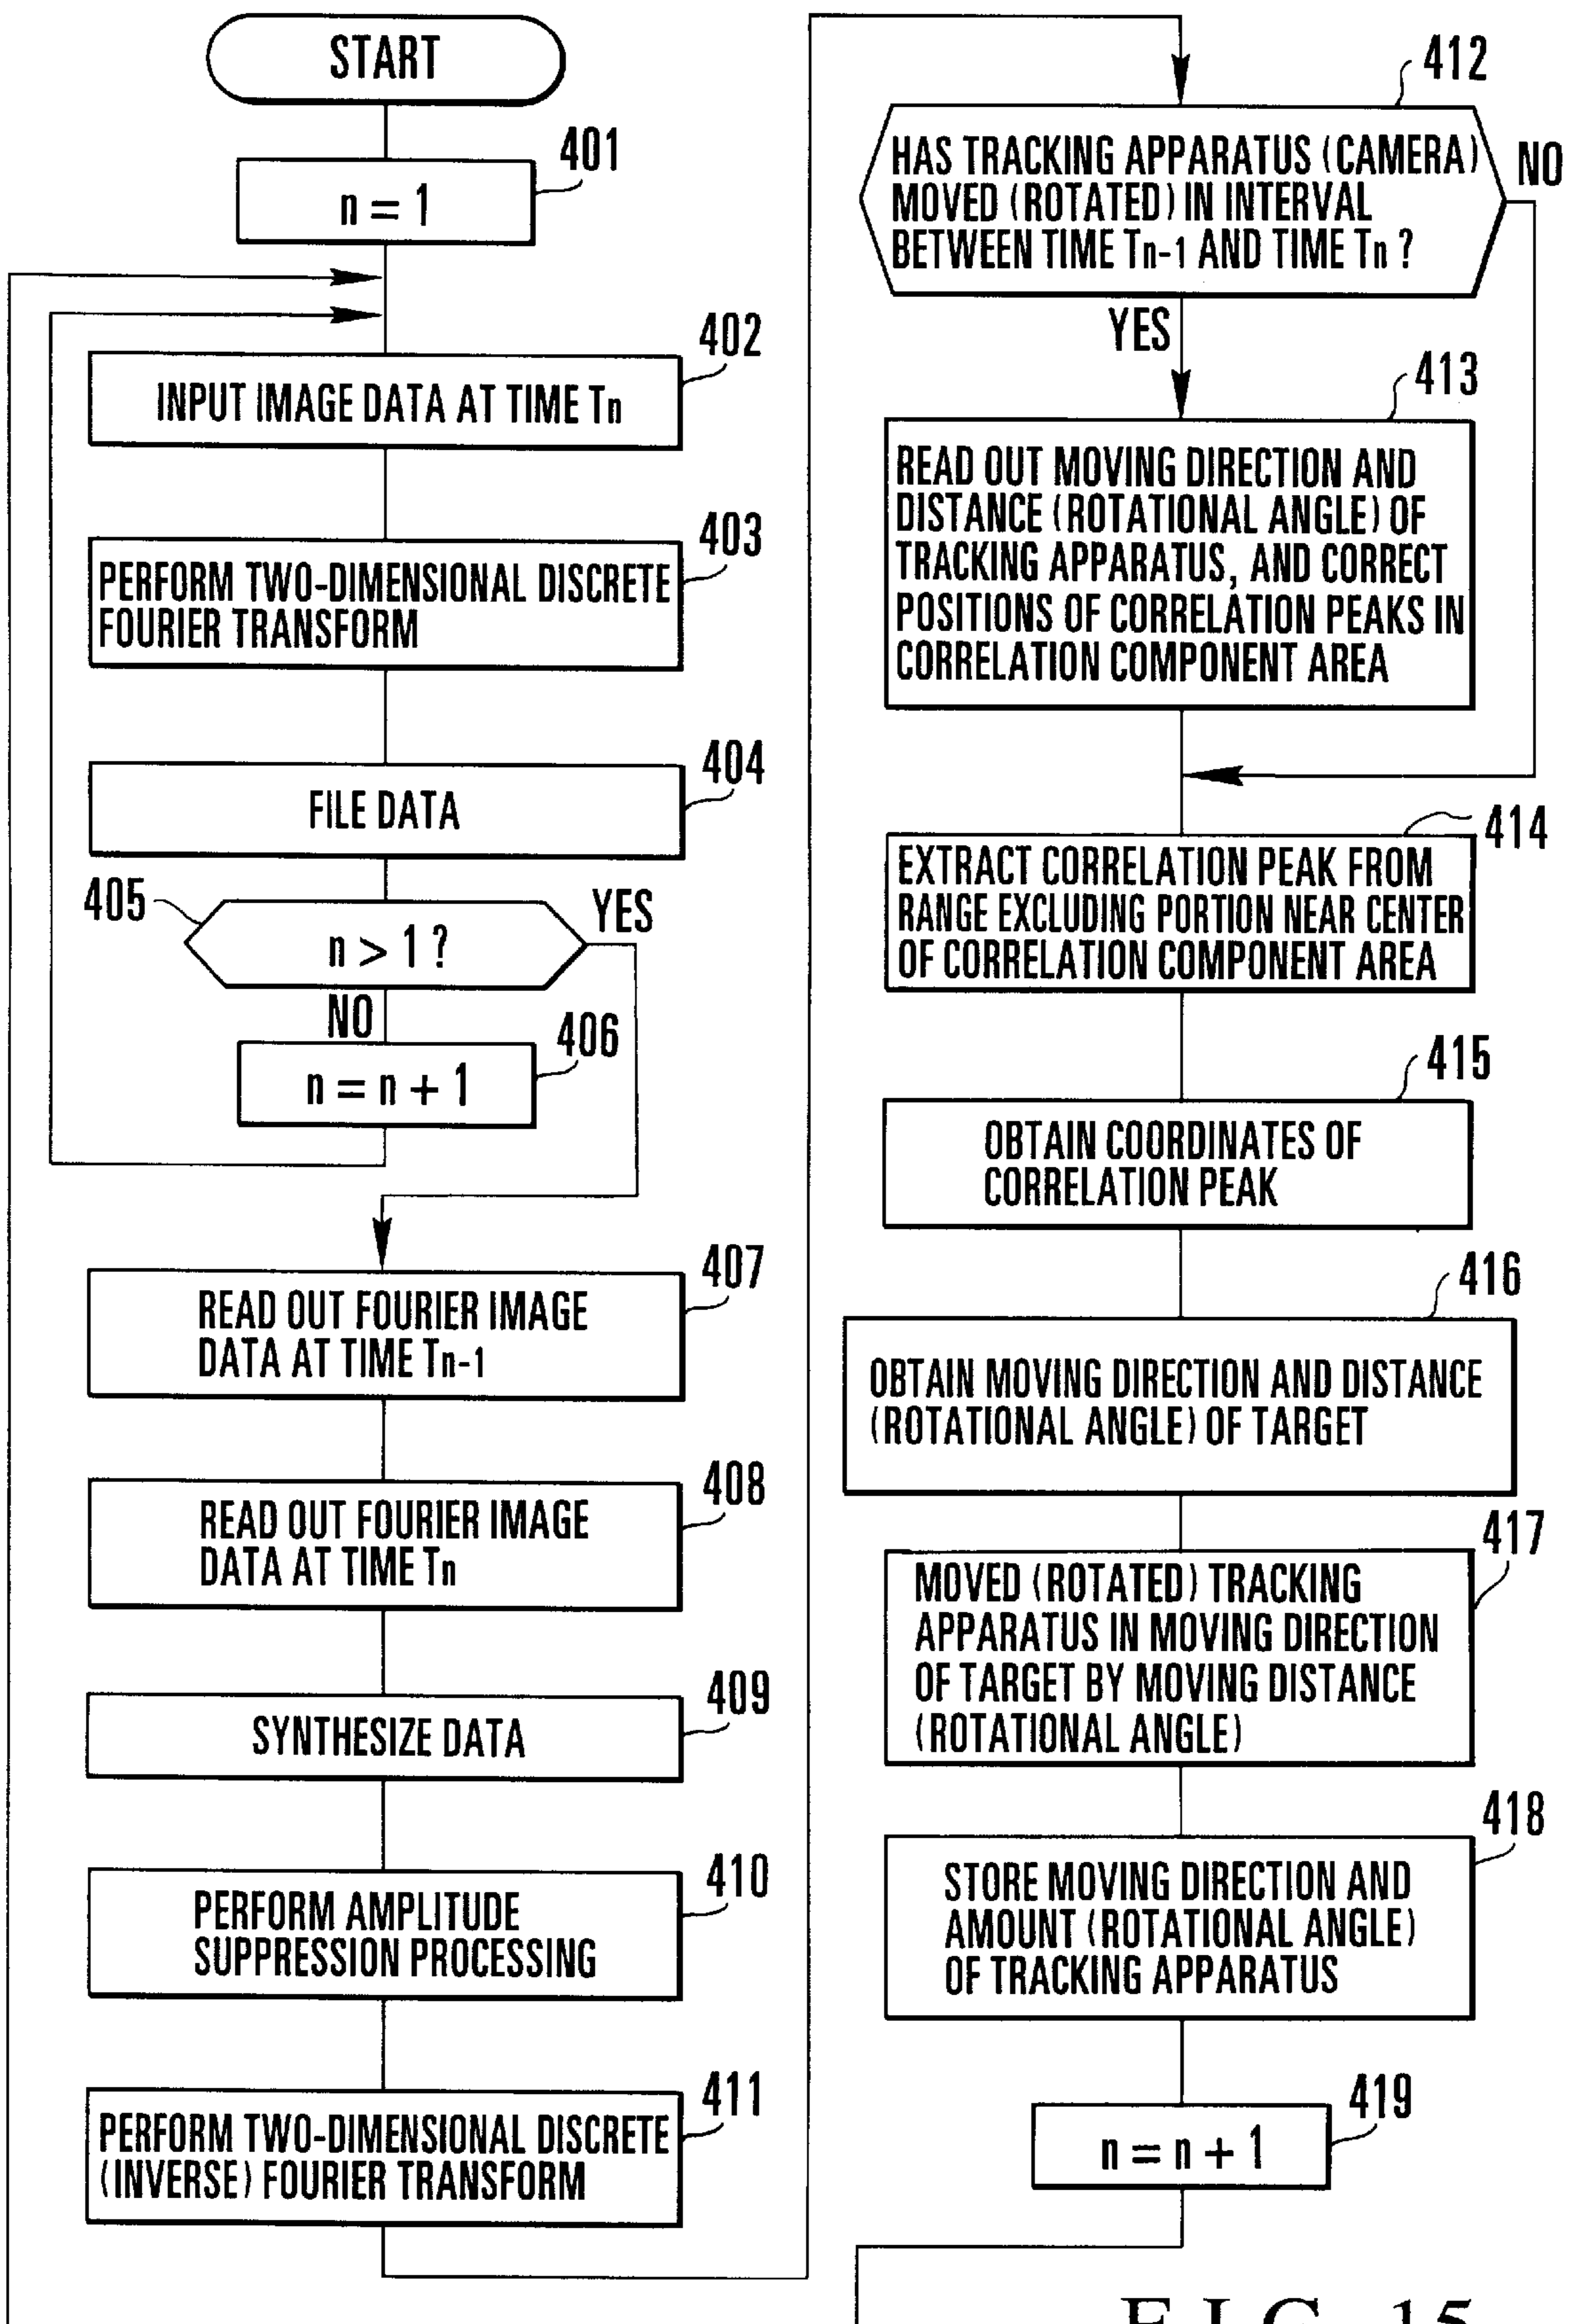 START
401
n = 1
402
INPUT IMAGE DATA AT TIME Tn
403
PERFORM TWO-DIMENSIONAL DISCRETE
FOURIER TRANSFORM
404
FILE DATA
405
n > 1 ?
YES
NO
406
n = n + 1
407
READ OUT FOURIER IMAGE
DATA AT TIME Tn-1
408
READ OUT FOURIER IMAGE
DATA AT TIME Tn
409
SYNTHESIZE DATA
410
PERFORM AMPLITUDE
SUPPRESSION PROCESSING
411
PERFORM TWO-DIMENSIONAL DISCRETE
(INVERSE) FOURIER TRANSFORM
412
HAS TRACKING APPARATUS (CAMERA)
MOVED (ROTATED) IN INTERVAL
BETWEEN TIME Tn-1 AND TIME Tn ?
NO
YES
413
READ OUT MOVING DIRECTION AND
DISTANCE (ROTATIONAL ANGLE) OF
TRACKING APPARATUS, AND CORRECT
POSITIONS OF CORRELATION PEAKS IN
CORRELATION COMPONENT AREA
414
EXTRACT CORRELATION PEAK FROM
RANGE EXCLUDING PORTION NEAR CENTER
OF CORRELATION COMPONENT AREA
415
OBTAIN COORDINATES OF
CORRELATION PEAK
416
OBTAIN MOVING DIRECTION AND DISTANCE
(ROTATIONAL ANGLE) OF TARGET
417
MOVED (ROTATED) TRACKING
APPARATUS IN MOVING DIRECTION
OF TARGET BY MOVING DISTANCE
(ROTATIONAL ANGLE)
418
STORE MOVING DIRECTION AND
AMOUNT (ROTATIONAL ANGLE)
OF TRACKING APPARATUS
419
n = n + 1
FIG. 15